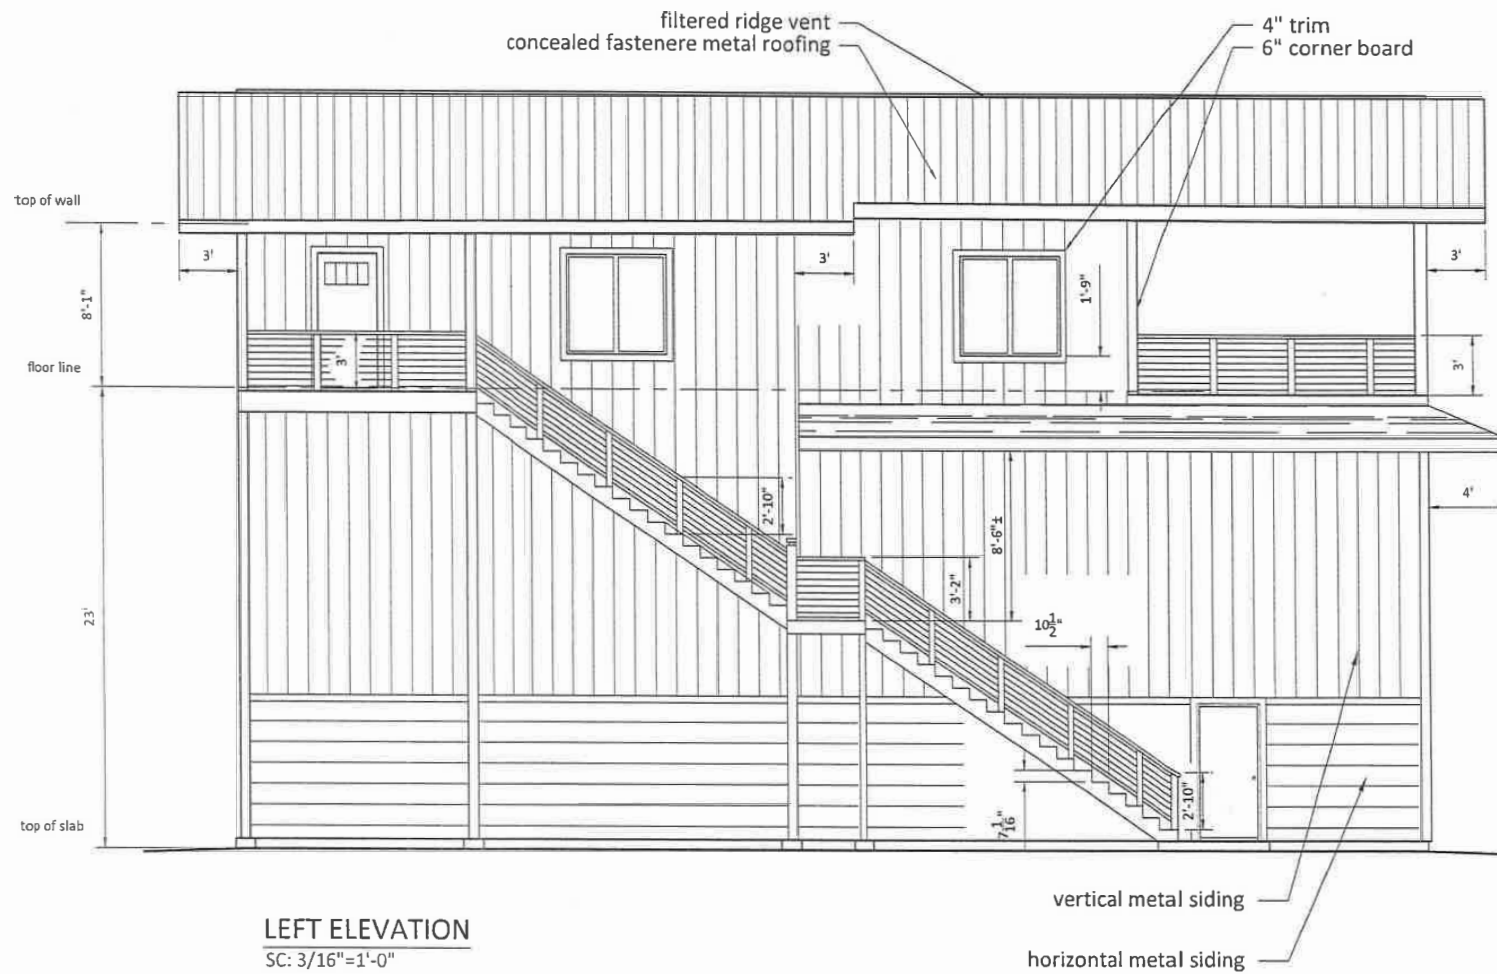 filtered ridge vent
concealed fastenere metal roofing
4" trim
6" corner board
top of wall
3'
3'
3'
8'-1"
1'-9"
floor line
3'
3'
2'-10"
8'-6"±
4'
3'-2"
10 1/2"
23'
top of slab
7 1/16"
2'-10"
vertical metal siding
horizontal metal siding
LEFT ELEVATION
SC: 3/16"=1'-0"